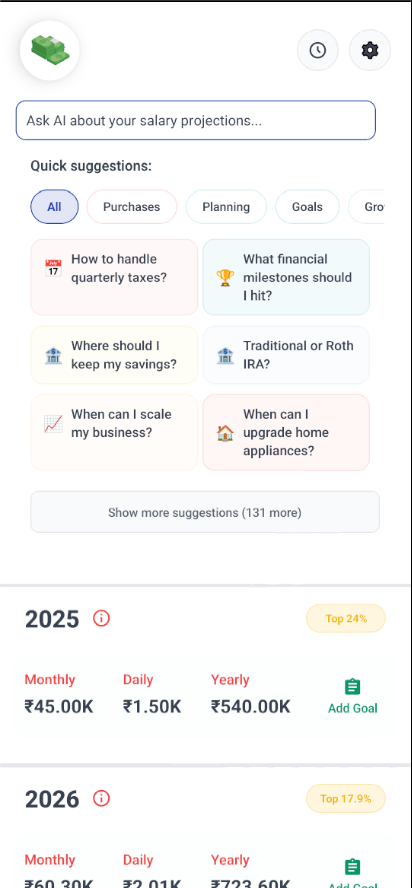 Ask AI about your salary projections...
Quick suggestions:
All
Purchases
Planning
Goals
Gro
How to handle
quarterly taxes?
What financial
milestones should
I hit?
Where should I
keep my savings?
Traditional or Roth
IRA?
When can I scale
my business?
When can I
upgrade home
appliances?
Show more suggestions (131 more)
2025
Top 24%
Monthly
Daily
Yearly
₹45.00K
₹1.50K
₹540.00K
Add Goal
2026
Top 17.9%
Monthly
Daily
Yearly
₹60.30K
₹2.01K
₹723.60K
Add Goal